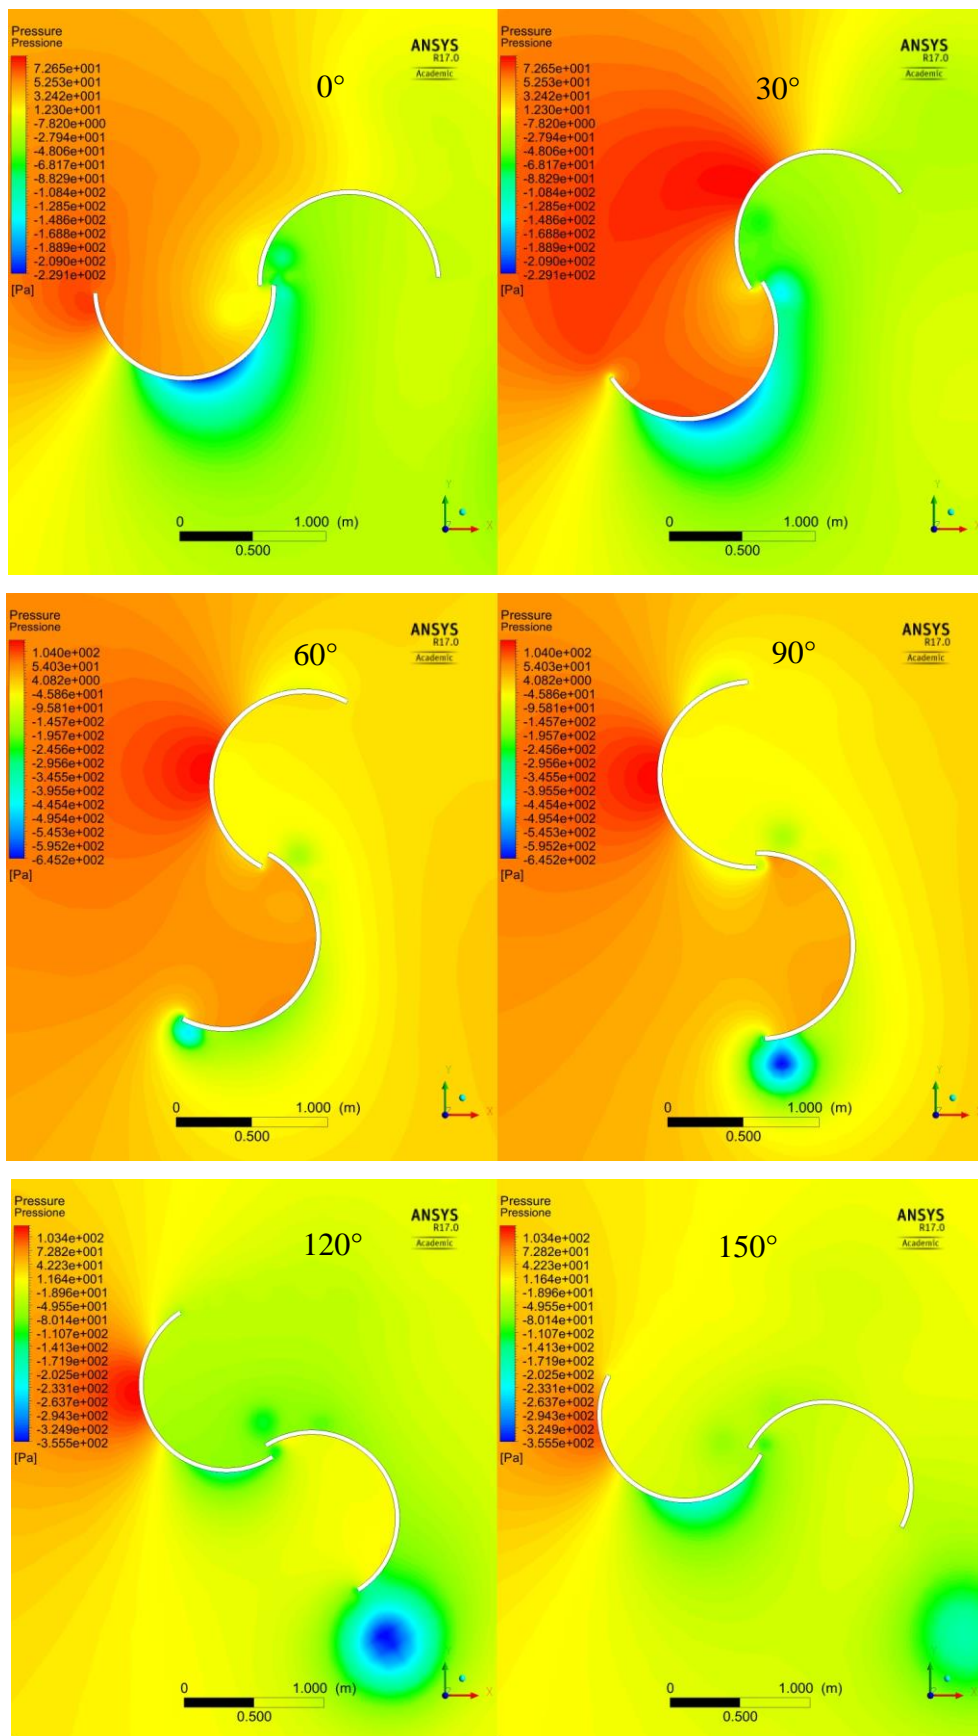 Pressure
Pressione
7.265e+001
5.253e+001
3.242e+001
1.230e+001
-7.820e+000
-2.794e+001
-4.806e+001
-6.817e+001
-8.829e+001
-1.084e+002
-1.285e+002
-1.486e+002
-1.688e+002
-1.889e+002
-2.090e+002
-2.291e+002
[Pa]
0°
ANSYS
R17.0
Academic
0 1.000 (m)
0.500
Y
X
Pressure
Pressione
7.265e+001
5.253e+001
3.242e+001
1.230e+001
-7.820e+000
-2.794e+001
-4.806e+001
-6.817e+001
-8.829e+001
-1.084e+002
-1.285e+002
-1.486e+002
-1.688e+002
-1.889e+002
-2.090e+002
-2.291e+002
[Pa]
30°
ANSYS
R17.0
Academic
0 1.000 (m)
0.500
Y
X
Pressure
Pressione
1.040e+002
5.403e+001
4.082e+000
-4.586e+001
-9.581e+001
-1.457e+002
-1.957e+002
-2.456e+002
-2.956e+002
-3.455e+002
-3.955e+002
-4.454e+002
-4.954e+002
-5.453e+002
-5.952e+002
-6.452e+002
[Pa]
60°
ANSYS
R17.0
Academic
0 1.000 (m)
0.500
Y
X
Pressure
Pressione
1.040e+002
5.403e+001
4.082e+000
-4.586e+001
-9.581e+001
-1.457e+002
-1.957e+002
-2.456e+002
-2.956e+002
-3.455e+002
-3.955e+002
-4.454e+002
-4.954e+002
-5.453e+002
-5.952e+002
-6.452e+002
[Pa]
90°
ANSYS
R17.0
Academic
0 1.000 (m)
0.500
Y
X
Pressure
Pressione
1.034e+002
7.282e+001
4.223e+001
1.164e+001
-1.896e+001
-4.955e+001
-8.014e+001
-1.107e+002
-1.413e+002
-1.719e+002
-2.025e+002
-2.331e+002
-2.637e+002
-2.943e+002
-3.249e+002
-3.555e+002
[Pa]
120°
ANSYS
R17.0
Academic
0 1.000 (m)
0.500
X
Pressure
Pressione
1.034e+002
7.282e+001
4.223e+001
1.164e+001
-1.896e+001
-4.955e+001
-8.014e+001
-1.107e+002
-1.413e+002
-1.719e+002
-2.025e+002
-2.331e+002
-2.637e+002
-2.943e+002
-3.249e+002
-3.555e+002
[Pa]
150°
ANSYS
R17.0
Academic
0 1.000 (m)
0.500
X